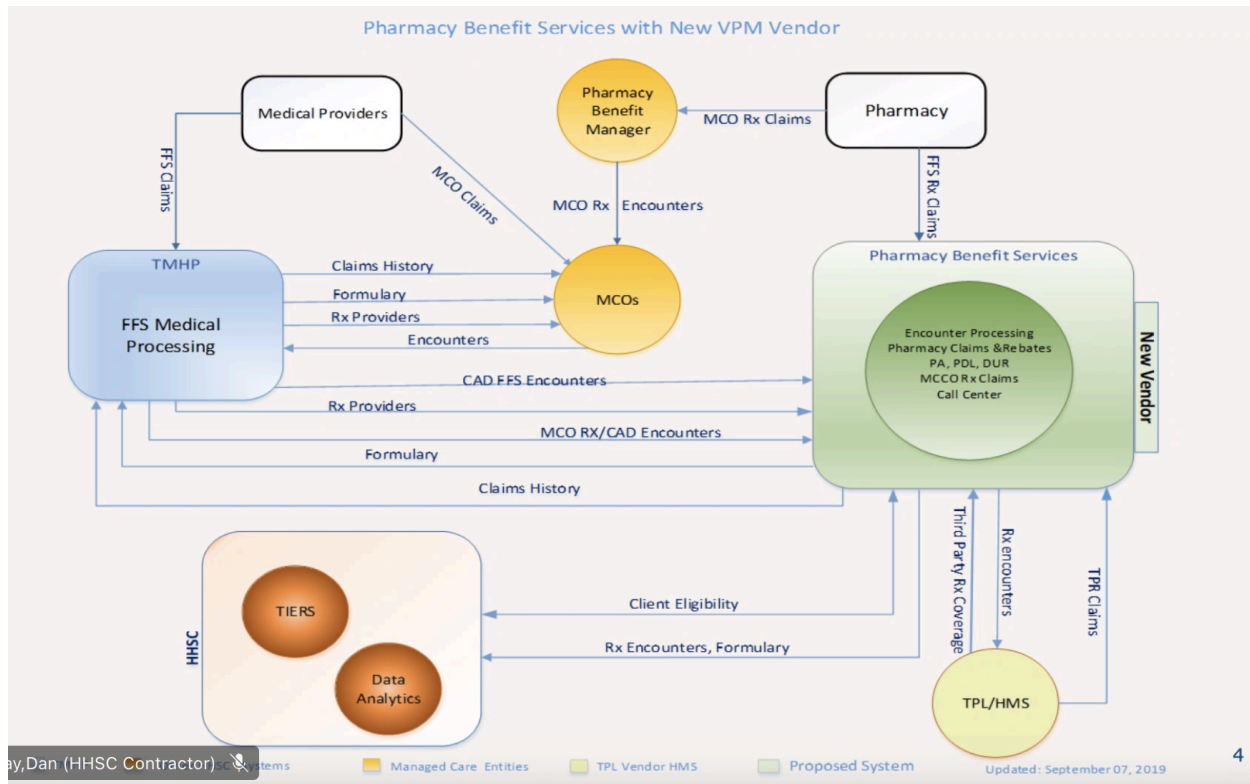 Pharmacy Benefit Services with New VPM Vendor
Medical Providers
Pharmacy
Benefit
Manager
MCO Rx Claims
Pharmacy
FFS Claims
MCO Claims
MCO Rx Encounters
FFS Rx Claims
TMHP
FFS Medical
Processing
Claims History
Formulary
Rx Providers
Encounters
MCOs
Pharmacy Benefit Services
Encounter Processing
Pharmacy Claims &Rebates
PA, PDL, DUR
MCCO Rx Claims
Call Center
New Vendor
CAD FFS Encounters
Rx Providers
MCO RX/CAD Encounters
Formulary
Claims History
HHSC
TIERS
Data
Analytics
Client Eligibility
Rx Encounters, Formulary
Third Party Rx Coverage
Rx encounters
TPR Claims
TPL/HMS
ay,Dan (HHSC Contractor)
Managed Care Entities
TPL Vendor HMS
Proposed System
Updated: September 07, 2019
4